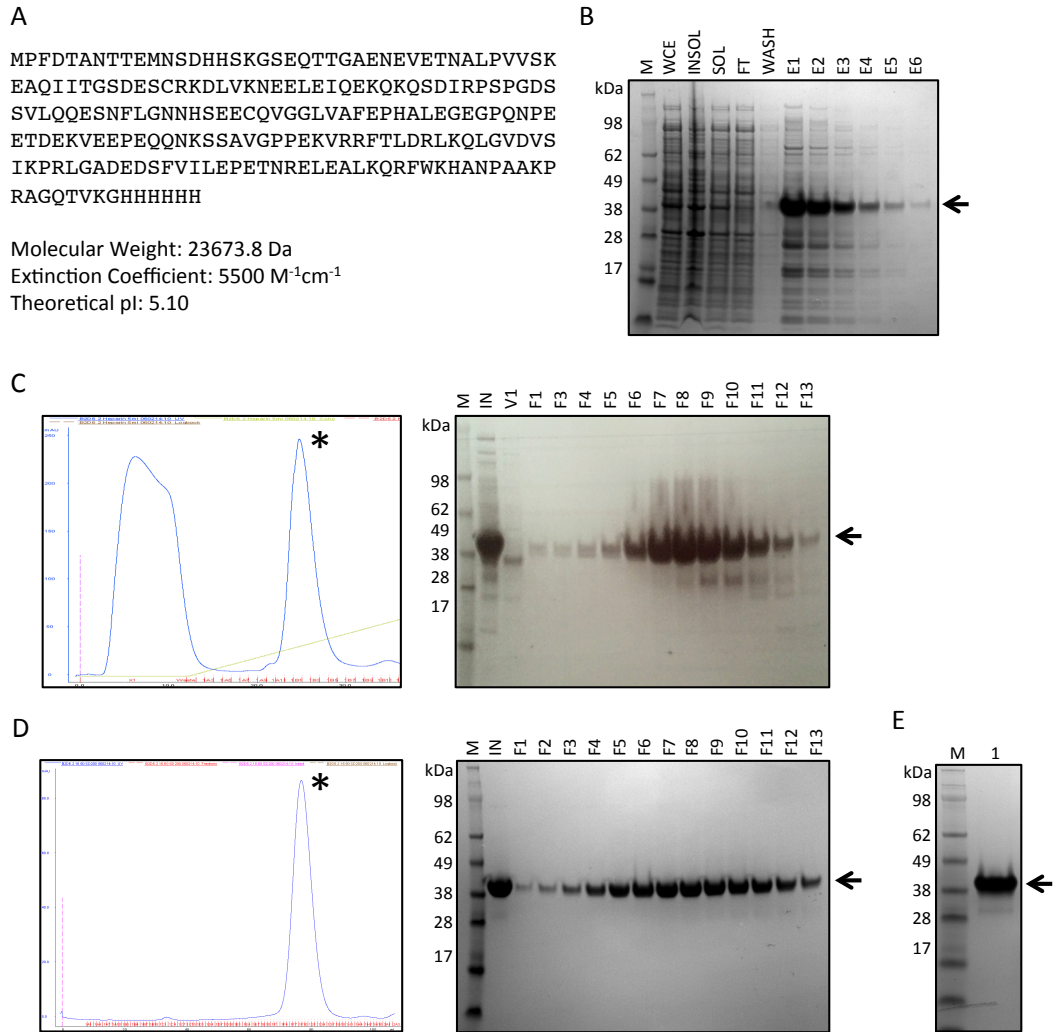 A
MPFDTANTTEMNSDHHSKGSEQTTGAENEVETNALPVVSK
EAQIITGSDESCRKDLVKNEELEIQEKQKQSDIRPSPGDS
SVLQQESNFLGNNHSEECQVGGLVAFEPHALEGEGPQNPE
ETDEKVEEPEQQNKSSAVGPPEKVRRFTLDRLKQLGVDVS
IKPRLGADEDSFVILEPETNRELEALKQRFWKHANPAAKP
RAGQTVKGHHHHHH
Molecular Weight: 23673.8 Da
Extinction Coefficient: 5500 M⁻¹cm⁻¹
Theoretical pI: 5.10
B
M WCE INSOL SOL FT WASH E1 E2 E3 E4 E5 E6
kDa
98
62
49
38
28
17
C
*
M IN V1 F1 F3 F4 F5 F6 F7 F8 F9 F10 F11 F12 F13
kDa
98
62
49
38
28
17
D
*
M IN F1 F2 F3 F4 F5 F6 F7 F8 F9 F10 F11 F12 F13
kDa
98
62
49
38
28
17
E
M 1
kDa
98
62
49
38
28
17